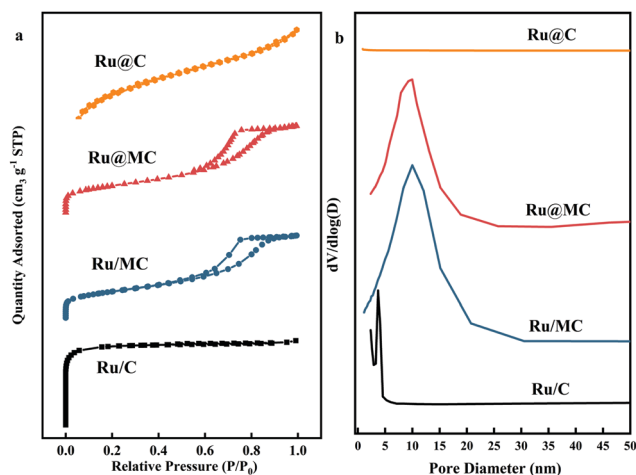 a
Ru@C
Ru@MC
Ru/MC
Ru/C
Quantity Adsorted (cm3 g-1 STP)
0.0 0.2 0.4 0.6 0.8 1.0
Relative Pressure (P/P0)
b
Ru@C
Ru@MC
Ru/MC
Ru/C
dV/dlog(D)
0 5 10 15 20 25 30 35 40 45 50
Pore Diameter (nm)